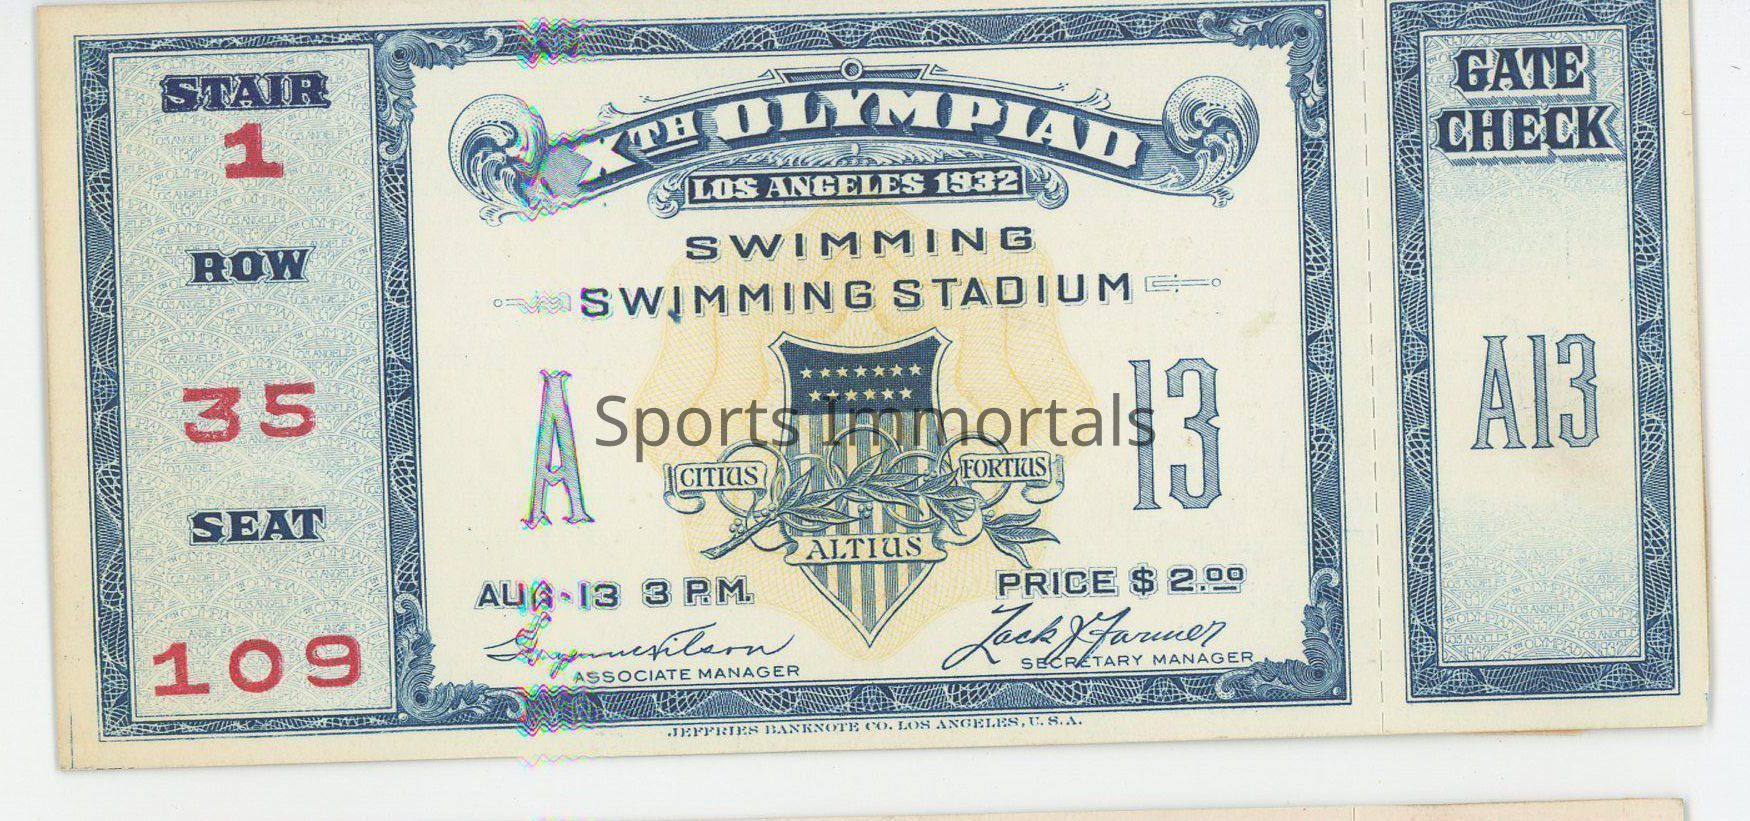 STAIR
1
ROW
35
SEAT
109
XTH OLYMPIAD
LOS ANGELES 1932
SWIMMING
SWIMMING STADIUM
A
13
Sports Immortals
CITIUS
FORTIUS
ALTIUS
AUG·13 3 P.M.
PRICE $ 2.00
ASSOCIATE MANAGER
Zack J Farmer
SECRETARY MANAGER
JEFFRIES BANKNOTE CO. LOS ANGELES, U. S. A.
GATE
CHECK
A13